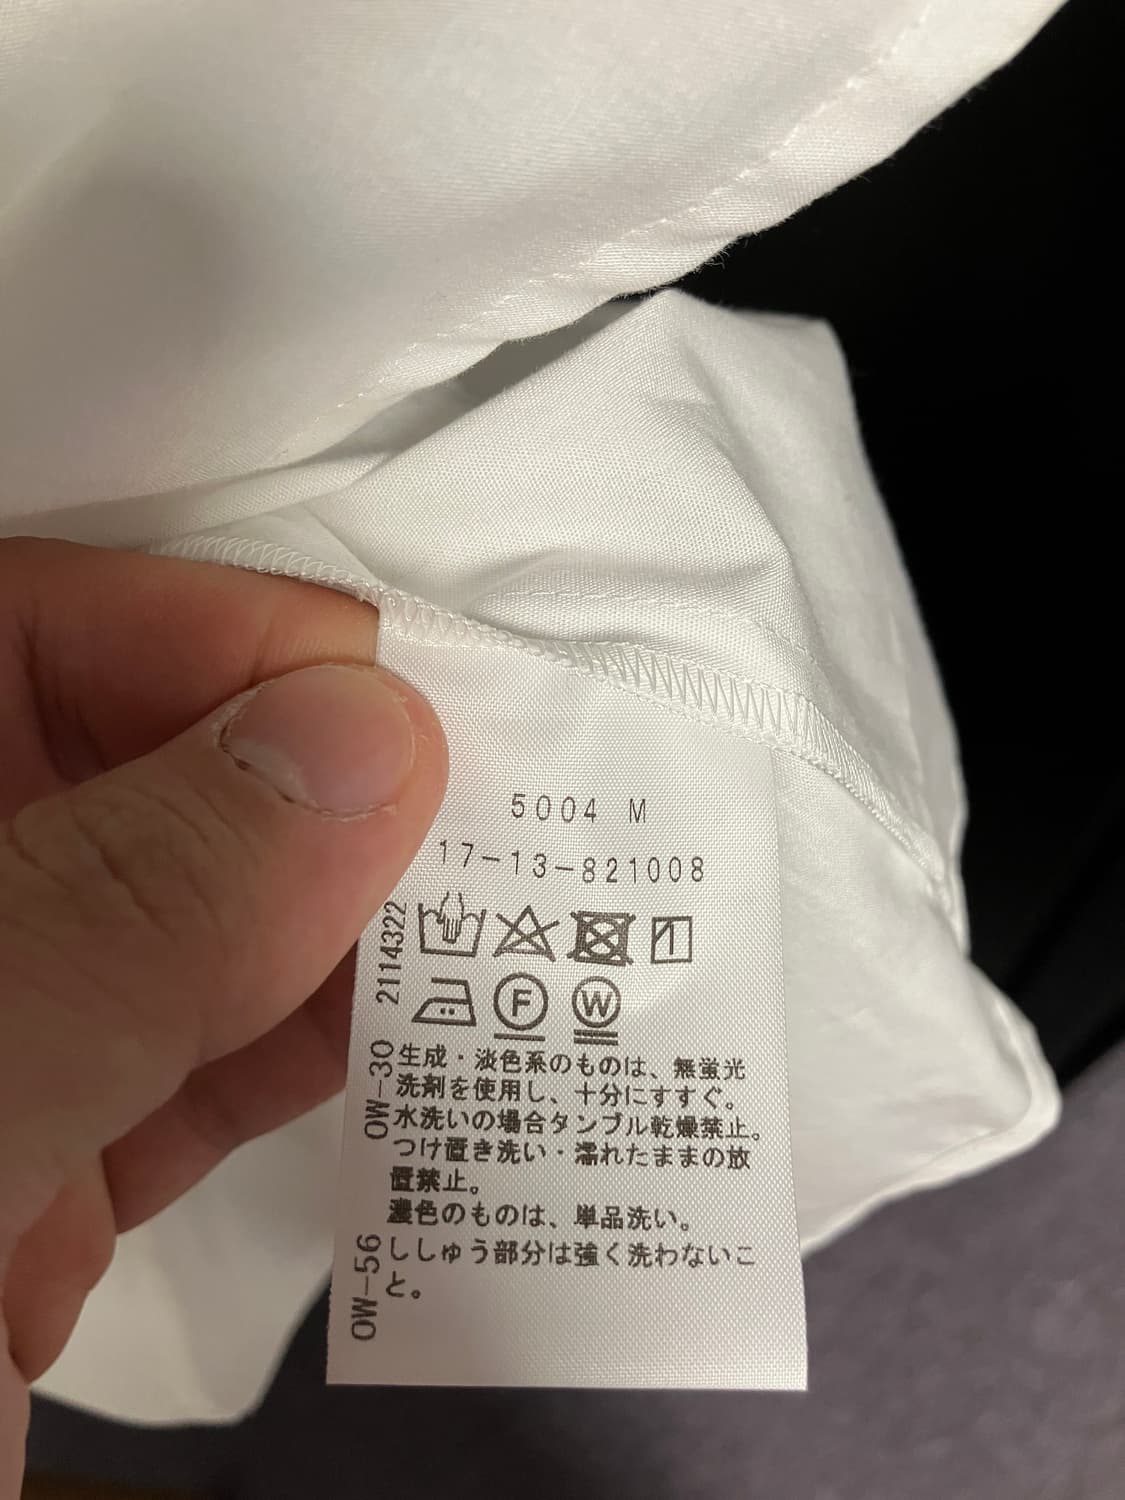 5004 M
17-13-821008
2114322
F W
OW-30
生成・淡色系のものは、無蛍光
洗剤を使用し、十分にすすぐ。
水洗いの場合タンブル乾燥禁止。
つけ置き洗い・濡れたままの放
置禁止。
濃色のものは、単品洗い。
OW-56
ししゅう部分は強く洗わないこ
と。